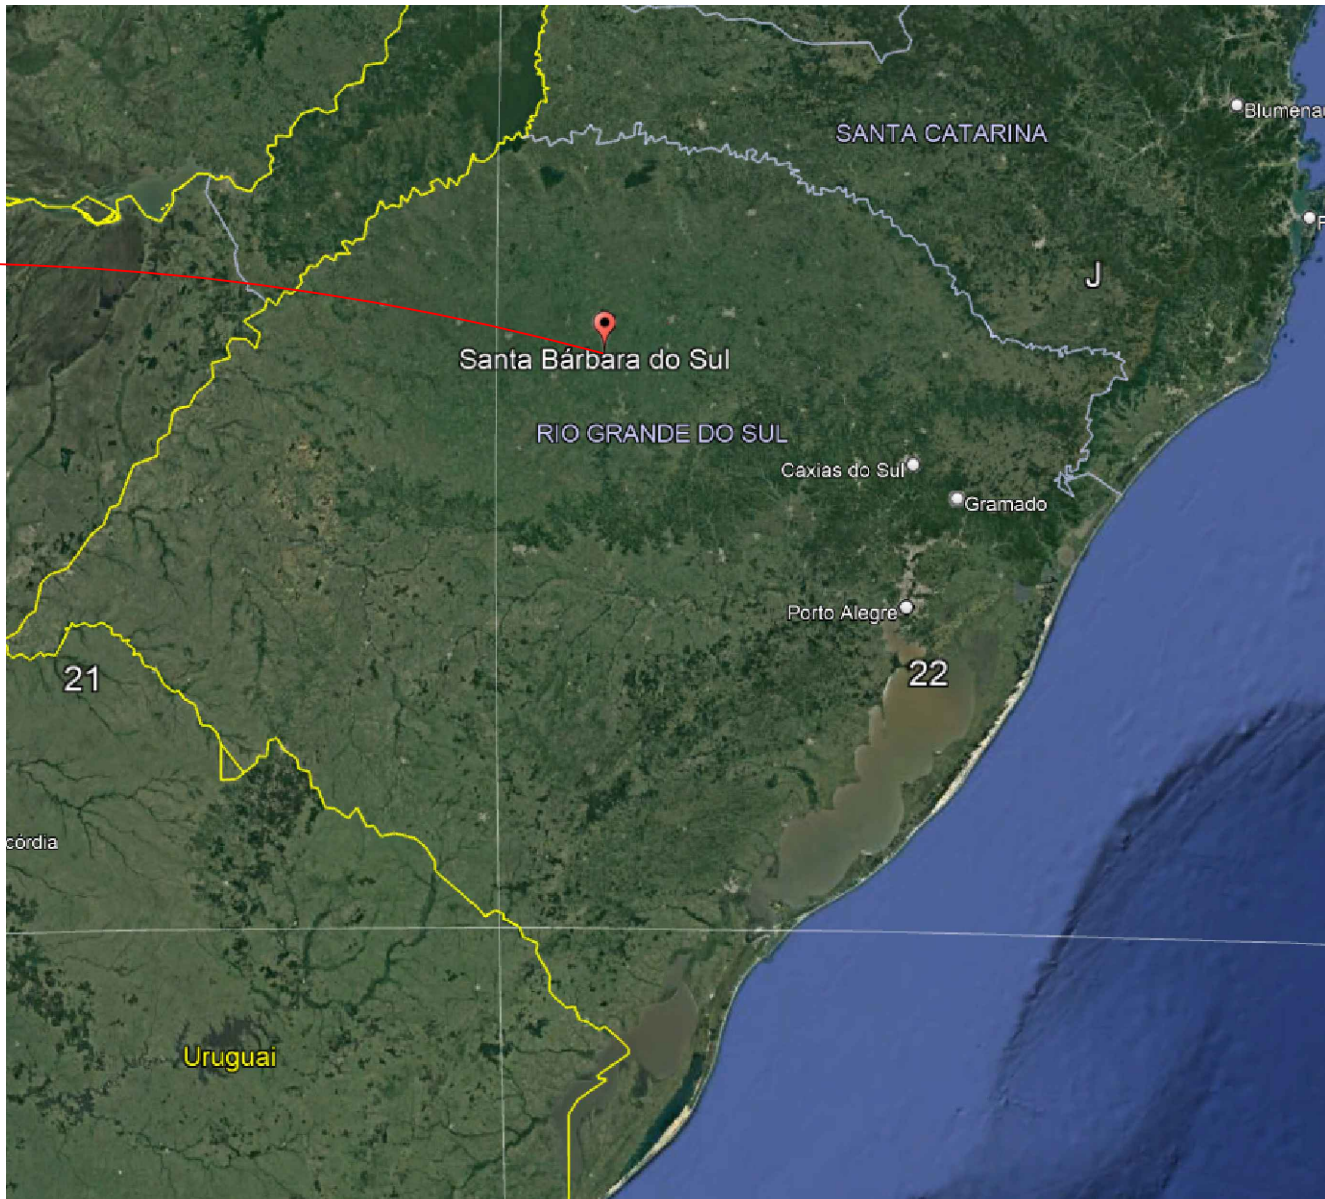 Blumenau
SANTA CATARINA
F
J
Santa Bárbara do Sul
RIO GRANDE DO SUL
Caxias do Sul
Gramado
Porto Alegre
21
22
córdia
Uruguai